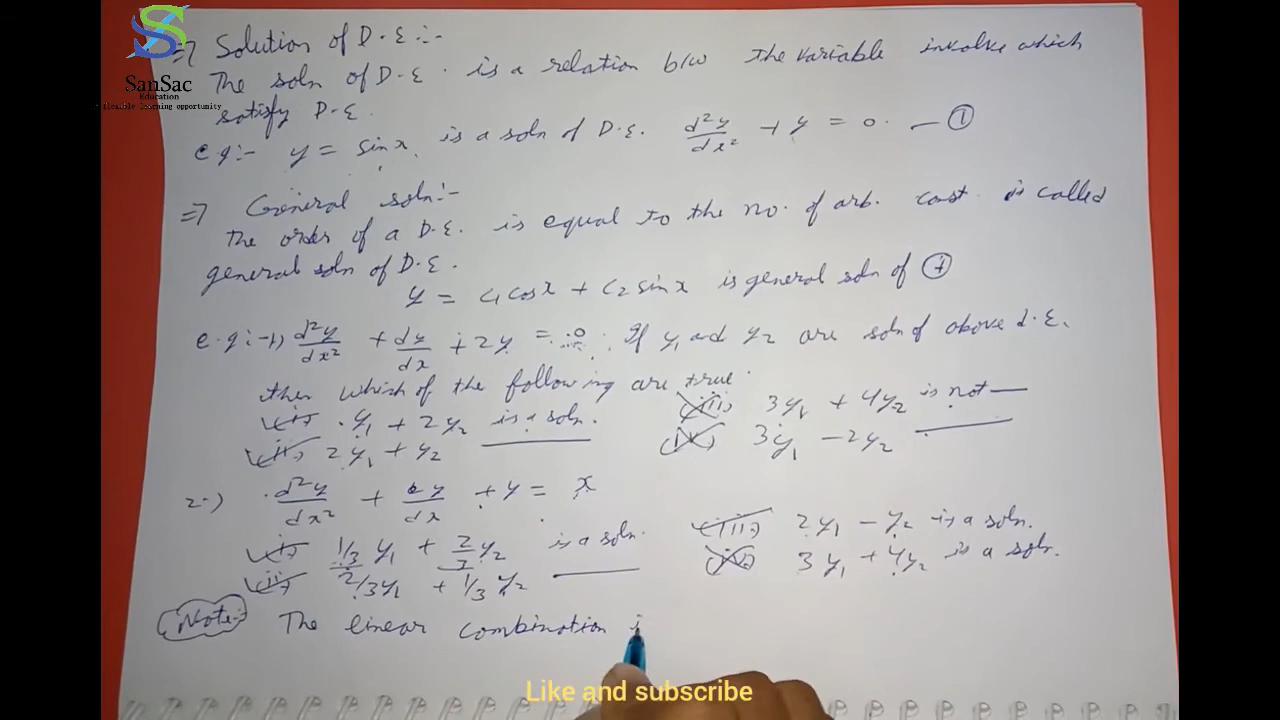 SanSac
Education
flexible learning opportunity
=> Solution of D.E :-
The soln of D.E. is a relation b/w the variable involve which
satisfy D.E.
e.g:- y = sinx is a soln of D.E. d²y/dx² + y = 0. — ①
=> General soln:-
The order of a D.E. is equal to the no. of arb. cost. is called
general soln of D.E.
y = c₁cosx + c₂ sinx is general soln of ①
e.g:- 1) d²y/dx² + dy/dx + 2y = 0. If y₁ and y₂ are soln of above d.E.
then which of the following are true.
(i) y₁ + 2y₂ is a soln. (iii) 3y₁ + 4y₂ is not —
(ii) 2y₁ + y₂ (iv) 3y₁ - 2y₂
2.) d²y/dx² + dy/dx + y = x
(i) 1/3 y₁ + 2/3 y₂ is a soln. (iii) 2y₁ - y₂ is a soln.
(ii) 2/3 y₁ + 1/3 y₂ (iv) 3y₁ + 4y₂ is a soln.
Note:- The linear combination i
Like and subscribe